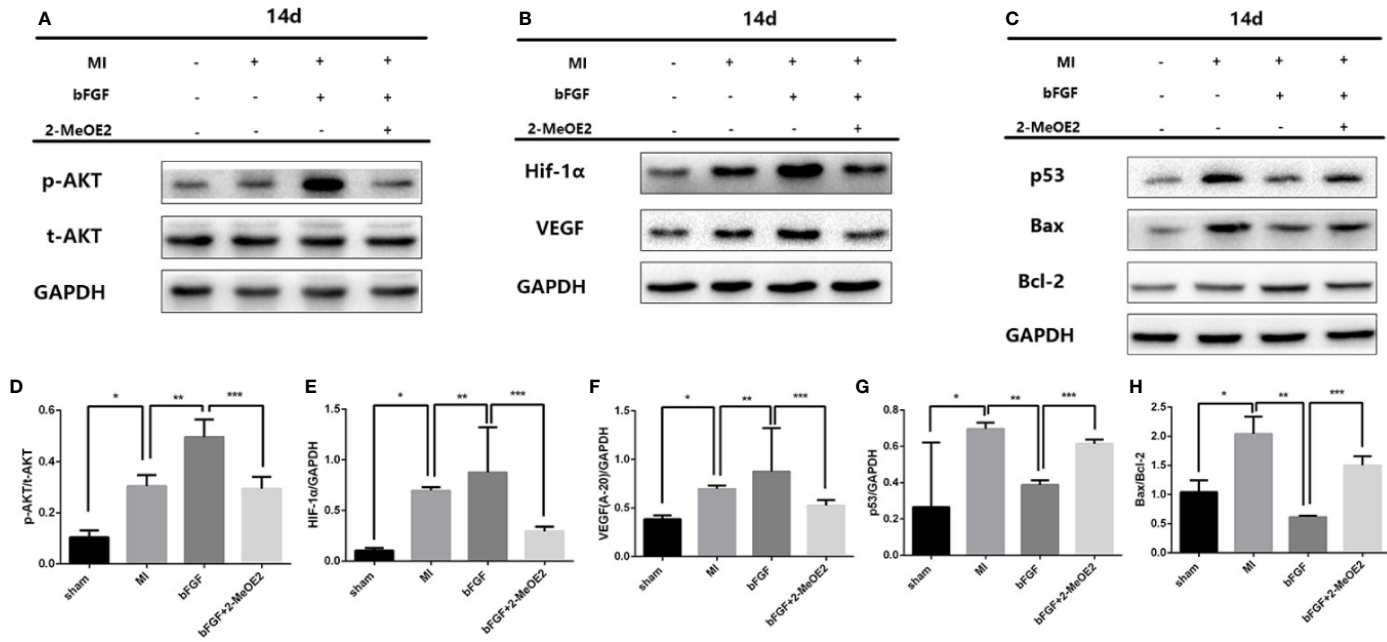 A
14d
MI - + + +
bFGF - - + +
2-MeOE2 - - - +
p-AKT
t-AKT
GAPDH
B
14d
MI - + + +
bFGF - - + +
2-MeOE2 - - - +
Hif-1α
VEGF
GAPDH
C
14d
MI - + + +
bFGF - - + +
2-MeOE2 - - - +
p53
Bax
Bcl-2
GAPDH
D
* ** ***
p-AKT/t-AKT
0.6
0.4
0.2
0.0
sham MI bFGF bFGF+2-MeOE2
E
* ** ***
HIF-1α/GAPDH
1.5
1.0
0.5
0.0
sham MI bFGF bFGF+2-MeOE2
F
* ** ***
VEGF(A-20)/GAPDH
1.5
1.0
0.5
0.0
sham MI bFGF bFGF+2-MeOE2
G
* ** ***
p53/GAPDH
0.8
0.6
0.4
0.2
0.0
sham MI bFGF bFGF+2-MeOE2
H
* ** ***
Bax/Bcl-2
2.5
2.0
1.5
1.0
0.5
0.0
sham MI bFGF bFGF+2-MeOE2